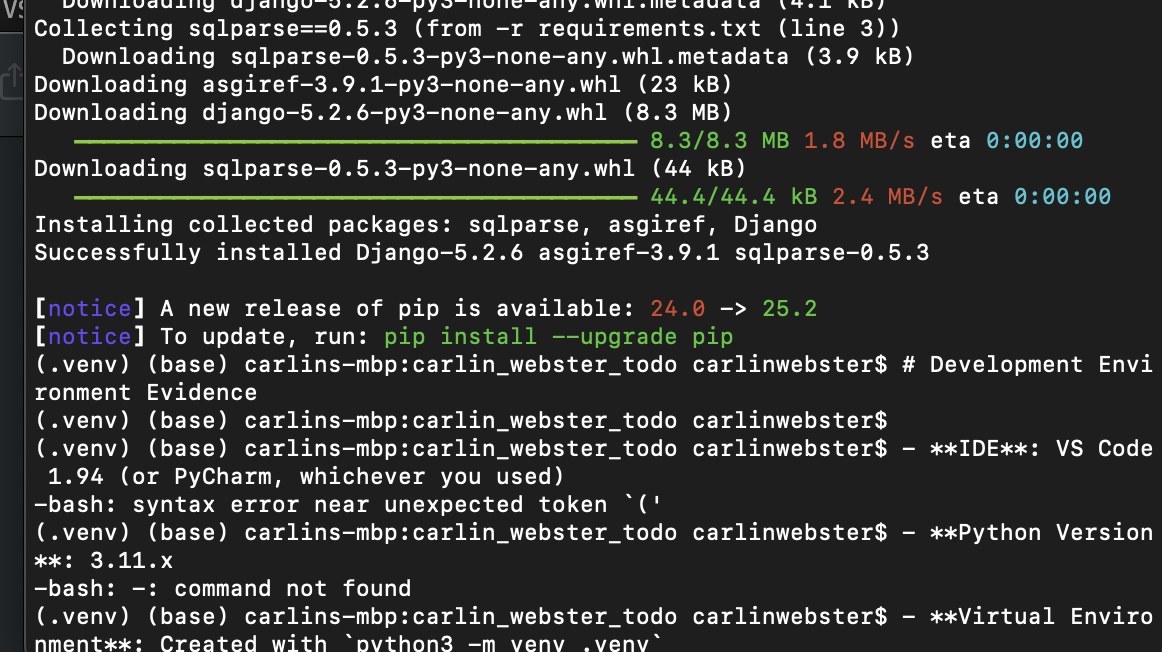 VS
Downloading django-5.2.6-py3-none-any.whl.metadata (4.1 kB)
Collecting sqlparse==0.5.3 (from -r requirements.txt (line 3))
  Downloading sqlparse-0.5.3-py3-none-any.whl.metadata (3.9 kB)
Downloading asgiref-3.9.1-py3-none-any.whl (23 kB)
Downloading django-5.2.6-py3-none-any.whl (8.3 MB)
8.3/8.3 MB 1.8 MB/s eta 0:00:00
Downloading sqlparse-0.5.3-py3-none-any.whl (44 kB)
44.4/44.4 kB 2.4 MB/s eta 0:00:00
Installing collected packages: sqlparse, asgiref, Django
Successfully installed Django-5.2.6 asgiref-3.9.1 sqlparse-0.5.3
[notice] A new release of pip is available: 24.0 -> 25.2
[notice] To update, run: pip install --upgrade pip
(.venv) (base) carlins-mbp:carlin_webster_todo carlinwebster$ # Development Envi
ronment Evidence
(.venv) (base) carlins-mbp:carlin_webster_todo carlinwebster$
(.venv) (base) carlins-mbp:carlin_webster_todo carlinwebster$ - **IDE**: VS Code
 1.94 (or PyCharm, whichever you used)
-bash: syntax error near unexpected token `('
(.venv) (base) carlins-mbp:carlin_webster_todo carlinwebster$ - **Python Version
**: 3.11.x
-bash: -: command not found
(.venv) (base) carlins-mbp:carlin_webster_todo carlinwebster$ - **Virtual Enviro
nment**: Created with `python3 -m venv .venv`